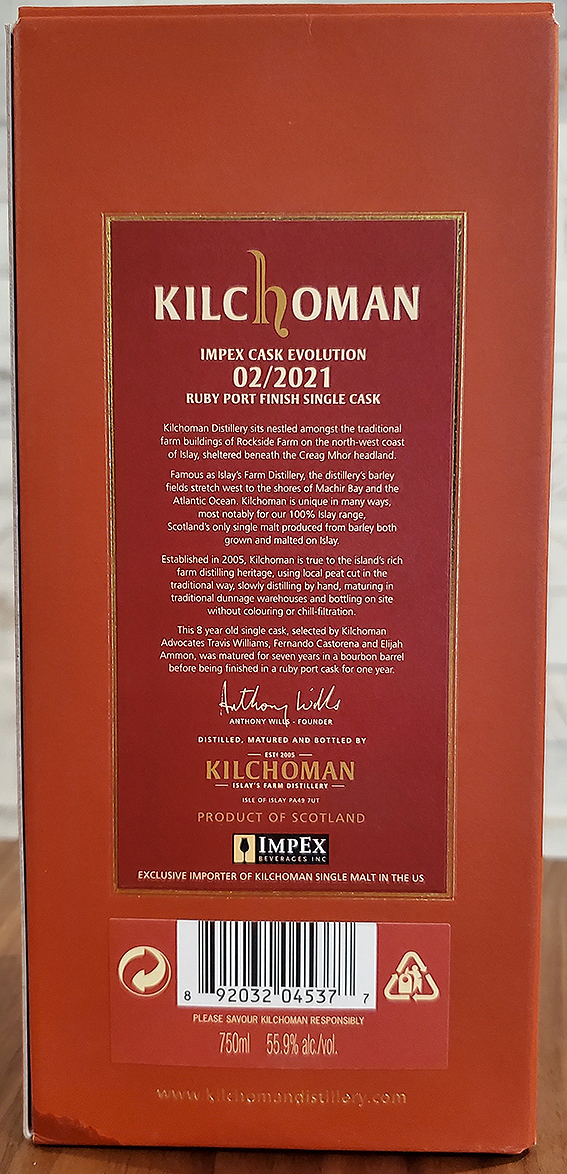 KILCHOMAN
IMPEX CASK EVOLUTION
02/2021
RUBY PORT FINISH SINGLE CASK
Kilchoman Distillery sits nestled amongst the traditional
farm buildings of Rockside Farm on the north-west coast
of Islay, sheltered beneath the Creag Mhor headland.
Famous as Islay's Farm Distillery, the distillery's barley
fields stretch west to the shores of Machir Bay and the
Atlantic Ocean. Kilchoman is unique in many ways,
most notably for our 100% Islay range,
Scotland's only single malt produced from barley both
grown and malted on Islay.
Established in 2005, Kilchoman is true to the island's rich
farm distilling heritage, using local peat cut in the
traditional way, slowly distilling by hand, maturing in
traditional dunnage warehouses and bottling on site
without colouring or chill-filtration.
This 8 year old single cask, selected by Kilchoman
Advocates Travis Williams, Fernando Castorena and Elijah
Ammon, was matured for seven years in a bourbon barrel
before being finished in a ruby port cask for one year.
Anthony Wills
ANTHONY WILLS - FOUNDER
DISTILLED, MATURED AND BOTTLED BY
EST. 2005
KILCHOMAN
ISLAY'S FARM DISTILLERY
ISLE OF ISLAY PA49 7UT
PRODUCT OF SCOTLAND
IMPEX
BEVERAGES INC
EXCLUSIVE IMPORTER OF KILCHOMAN SINGLE MALT IN THE US
8 92032 04537 7
PLEASE SAVOUR KILCHOMAN RESPONSIBLY
750ml 55.9% alc./vol.
www.kilchomandistillery.com